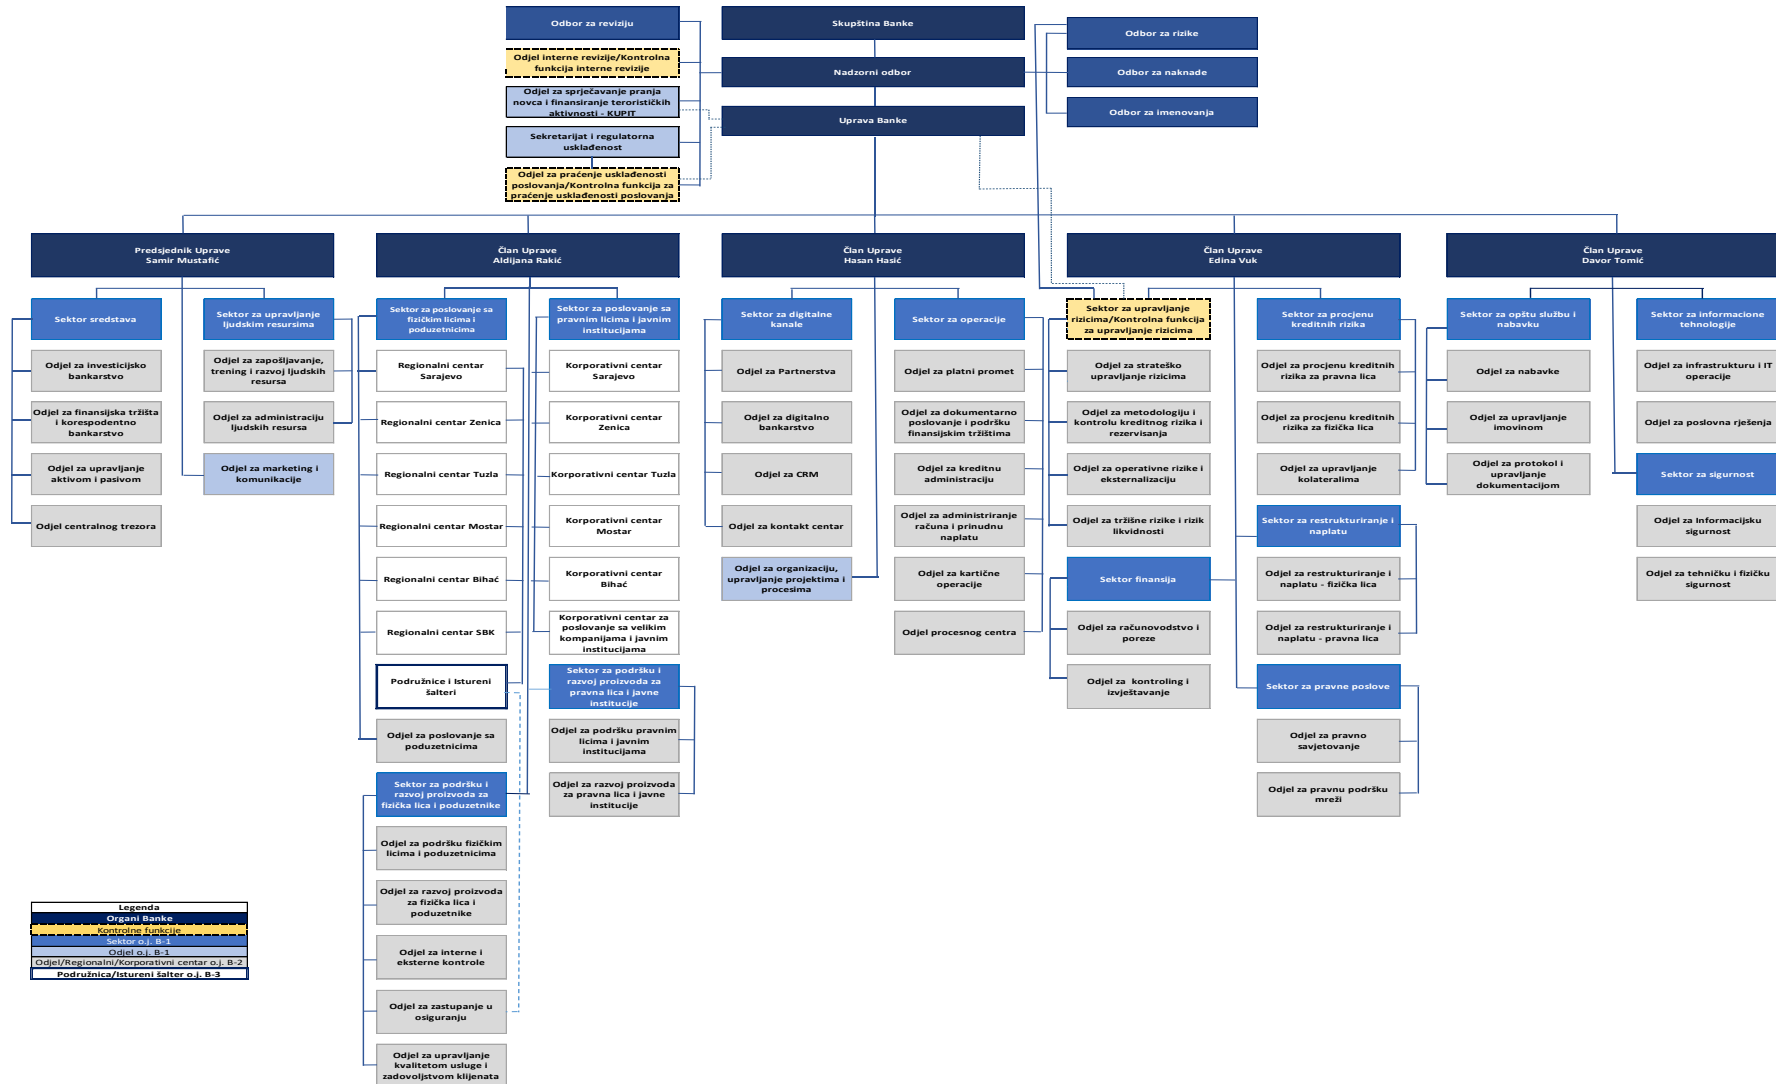 Odbor za reviziju
Skupština Banke
Odbor za rizike
Odjel interne revizije/Kontrolna
funkcija interne revizije
Nadzorni odbor
Odbor za naknade
Odjel za sprječavanje pranja
novca i finansiranje terorističkih
aktivnosti - KUPIT
Uprava Banke
Odbor za imenovanja
Sekretarijat i regulatorna
usklađenost
Odjel za praćenje usklađenosti
poslovanja/Kontrolna funkcija za
praćenje usklađenosti poslovanja
Predsjednik Uprave
Samir Mustafić
Član Uprave
Aldijana Rakić
Član Uprave
Hasan Hasić
Član Uprave
Edina Vuk
Član Uprave
Davor Tomić
Sektor sredstava
Odjel za investicijsko
bankarstvo
Odjel za finansijska tržišta
i korespodentno
bankarstvo
Odjel za upravljanje
aktivom i pasivom
Odjel centralnog trezora
Sektor za upravljanje
ljudskim resursima
Odjel za zapošljavanje,
trening i razvoj ljudskih
resursa
Odjel za administraciju
ljudskih resursa
Odjel za marketing i
komunikacije
Sektor za poslovanje sa
fizičkim licima i
poduzetnicima
Regionalni centar
Sarajevo
Regionalni centar Zenica
Regionalni centar Tuzla
Regionalni centar Mostar
Regionalni centar Bihać
Regionalni centar SBK
Podružnice i Istureni
šalteri
Odjel za poslovanje sa
poduzetnicima
Sektor za podršku i
razvoj proizvoda za
fizička lica i poduzetnike
Odjel za podršku fizičkim
licima i poduzetnicima
Odjel za razvoj proizvoda
za fizička lica i
poduzetnike
Odjel za interne i
eksterne kontrole
Odjel za zastupanje u
osiguranju
Odjel za upravljanje
kvalitetom usluge i
zadovoljstvom klijenata
Sektor za poslovanje sa
pravnim licima i javnim
institucijama
Korporativni centar
Sarajevo
Korporativni centar
Zenica
Korporativni centar Tuzla
Korporativni centar
Mostar
Korporativni centar
Bihać
Korporativni centar za
poslovanje sa velikim
kompanijama i javnim
institucijama
Sektor za podršku i
razvoj proizvoda za
pravna lica i javne
institucije
Odjel za podršku pravnim
licima i javnim
institucijama
Odjel za razvoj proizvoda
za pravna lica i javne
institucije
Sektor za digitalne
kanale
Odjel za Partnerstva
Odjel za digitalno
bankarstvo
Odjel za CRM
Odjel za kontakt centar
Odjel za organizaciju,
upravljanje projektima i
procesima
Sektor za operacije
Odjel za platni promet
Odjel za dokumentarno
poslovanje i podršku
finansijskim tržištima
Odjel za kreditnu
administraciju
Odjel za administriranje
računa i prinudnu
naplatu
Odjel za kartične
operacije
Odjel procesnog centra
Sektor za upravljanje
rizicima/Kontrolna funkcija
za upravljanje rizicima
Odjel za strateško
upravljanje rizicima
Odjel za metodologiju i
kontrolu kreditnog rizika i
rezervisanja
Odjel za operativne rizike i
eksternalizaciju
Odjel za tržišne rizike i rizik
likvidnosti
Sektor finansija
Odjel za računovodstvo i
poreze
Odjel za kontroling i
izvještavanje
Sektor za procjenu
kreditnih rizika
Odjel za procjenu kreditnih
rizika za pravna lica
Odjel za procjenu kreditnih
rizika za fizička lica
Odjel za upravljanje
kolateralima
Sektor za restrukturiranje i
naplatu
Odjel za restrukturiranje i
naplatu - fizička lica
Odjel za restrukturiranje i
naplatu - pravna lica
Sektor za pravne poslove
Odjel za pravno
savjetovanje
Odjel za pravnu podršku
mreži
Sektor za opštu službu i
nabavku
Odjel za nabavke
Odjel za upravljanje
imovinom
Odjel za protokol i
upravljanje
dokumentacijom
Sektor za informacione
tehnologije
Odjel za infrastrukturu i IT
operacije
Odjel za poslovna rješenja
Sektor za sigurnost
Odjel za Informacijsku
sigurnost
Odjel za tehničku i fizičku
sigurnost
Legenda
Organi Banke
Kontrolne funkcije
Sektor o.j. B-1
Odjel o.j. B-1
Odjel/Regionalni/Korporativni centar o.j. B-2
Podružnica/Istureni šalter o.j. B-3